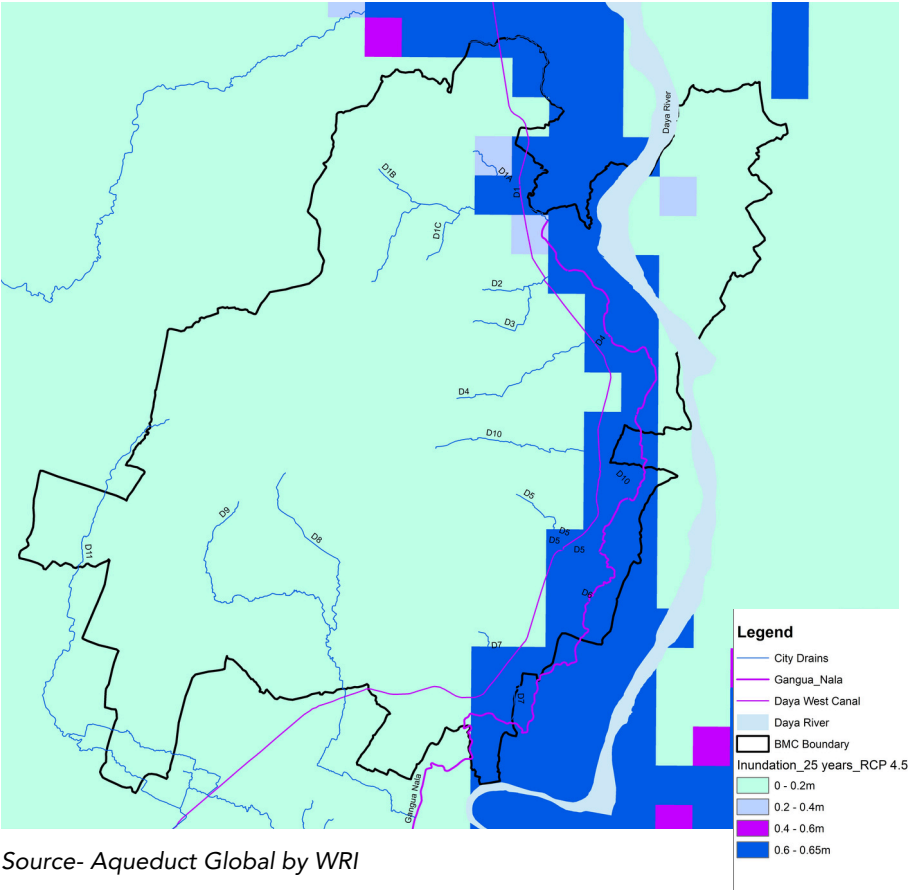 Daya River
D1A
D1B
D1
D1C
D2
D3
D4
D4
D10
D10
D5
D5
D5
D5
D9
D8
D11
D6
D7
D7
Gangua Nala
Legend
City Drains
Gangua_Nala
Daya West Canal
Daya River
BMC Boundary
Inundation_25 years_RCP 4.5
0 - 0.2m
0.2 - 0.4m
0.4 - 0.6m
0.6 - 0.65m
Source- Aqueduct Global by WRI